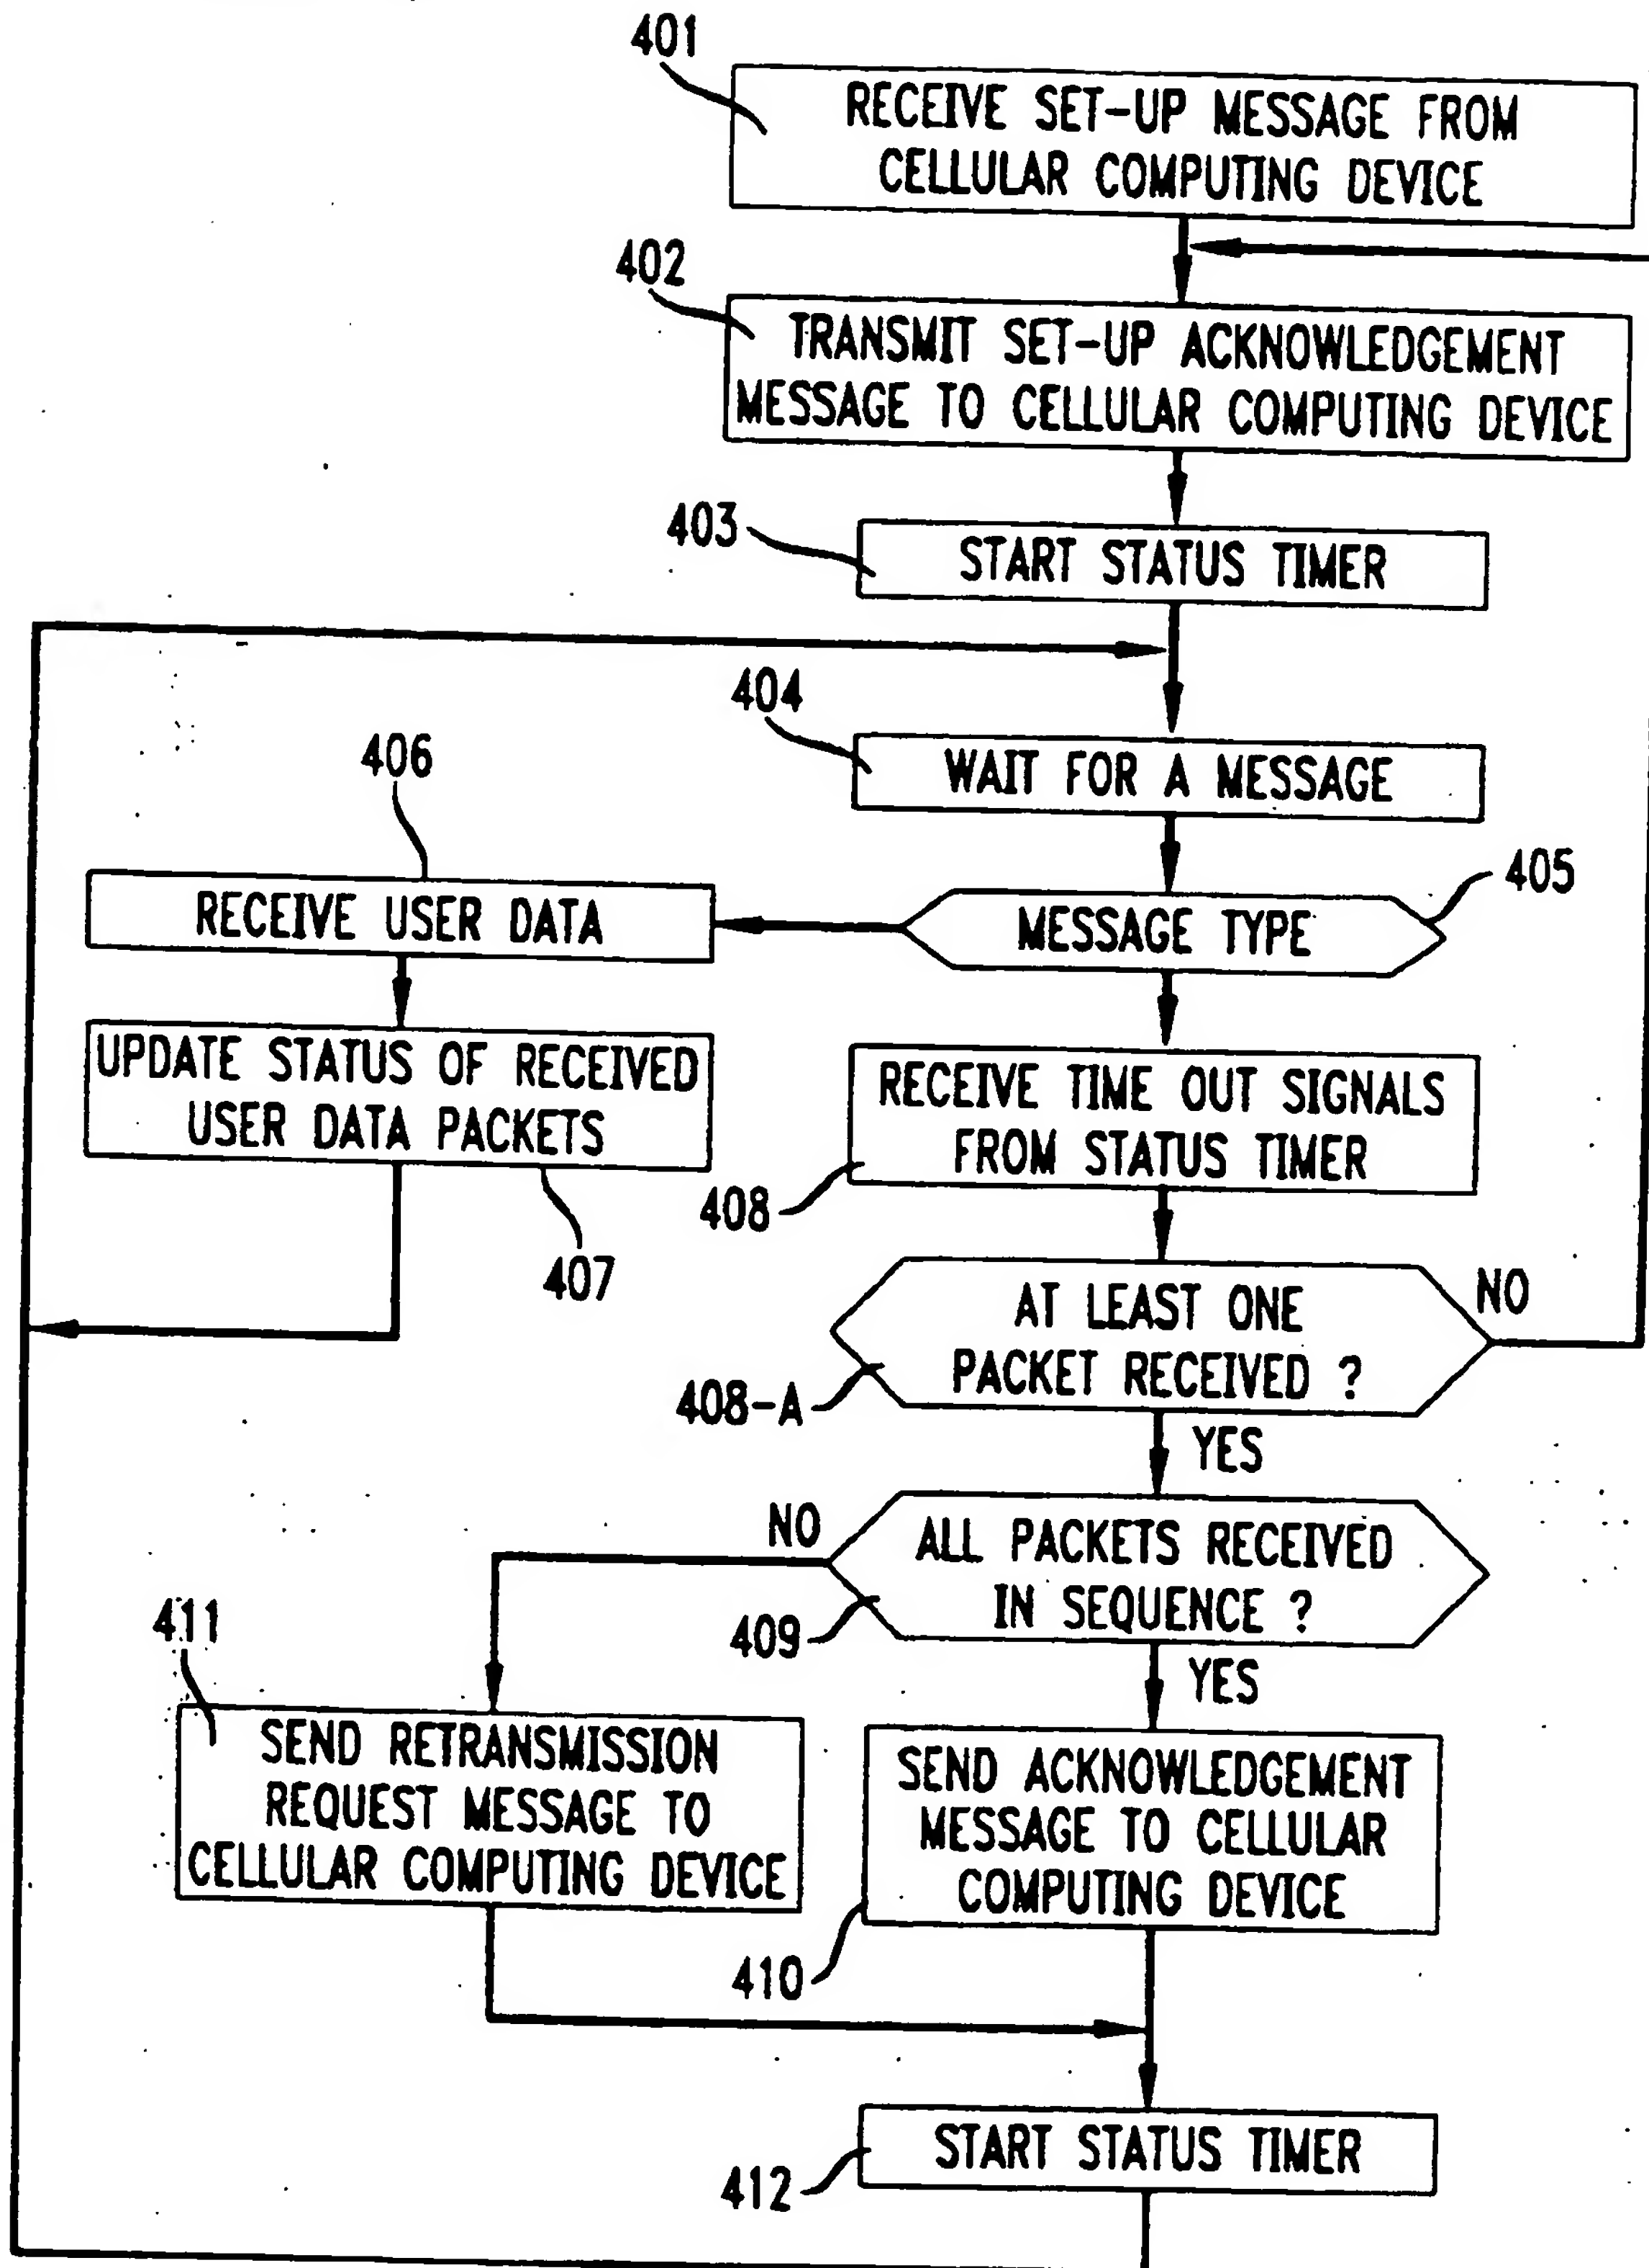 401
RECEIVE SET-UP MESSAGE FROM
CELLULAR COMPUTING DEVICE
402
TRANSMIT SET-UP ACKNOWLEDGEMENT
MESSAGE TO CELLULAR COMPUTING DEVICE
403
START STATUS TIMER
404
WAIT FOR A MESSAGE
405
MESSAGE TYPE
406
RECEIVE USER DATA
UPDATE STATUS OF RECEIVED
USER DATA PACKETS
407
RECEIVE TIME OUT SIGNALS
FROM STATUS TIMER
408
AT LEAST ONE
PACKET RECEIVED ?
NO
408-A
YES
ALL PACKETS RECEIVED
IN SEQUENCE ?
NO
409
YES
411
SEND RETRANSMISSION
REQUEST MESSAGE TO
CELLULAR COMPUTING DEVICE
SEND ACKNOWLEDGEMENT
MESSAGE TO CELLULAR
COMPUTING DEVICE
410
START STATUS TIMER
412